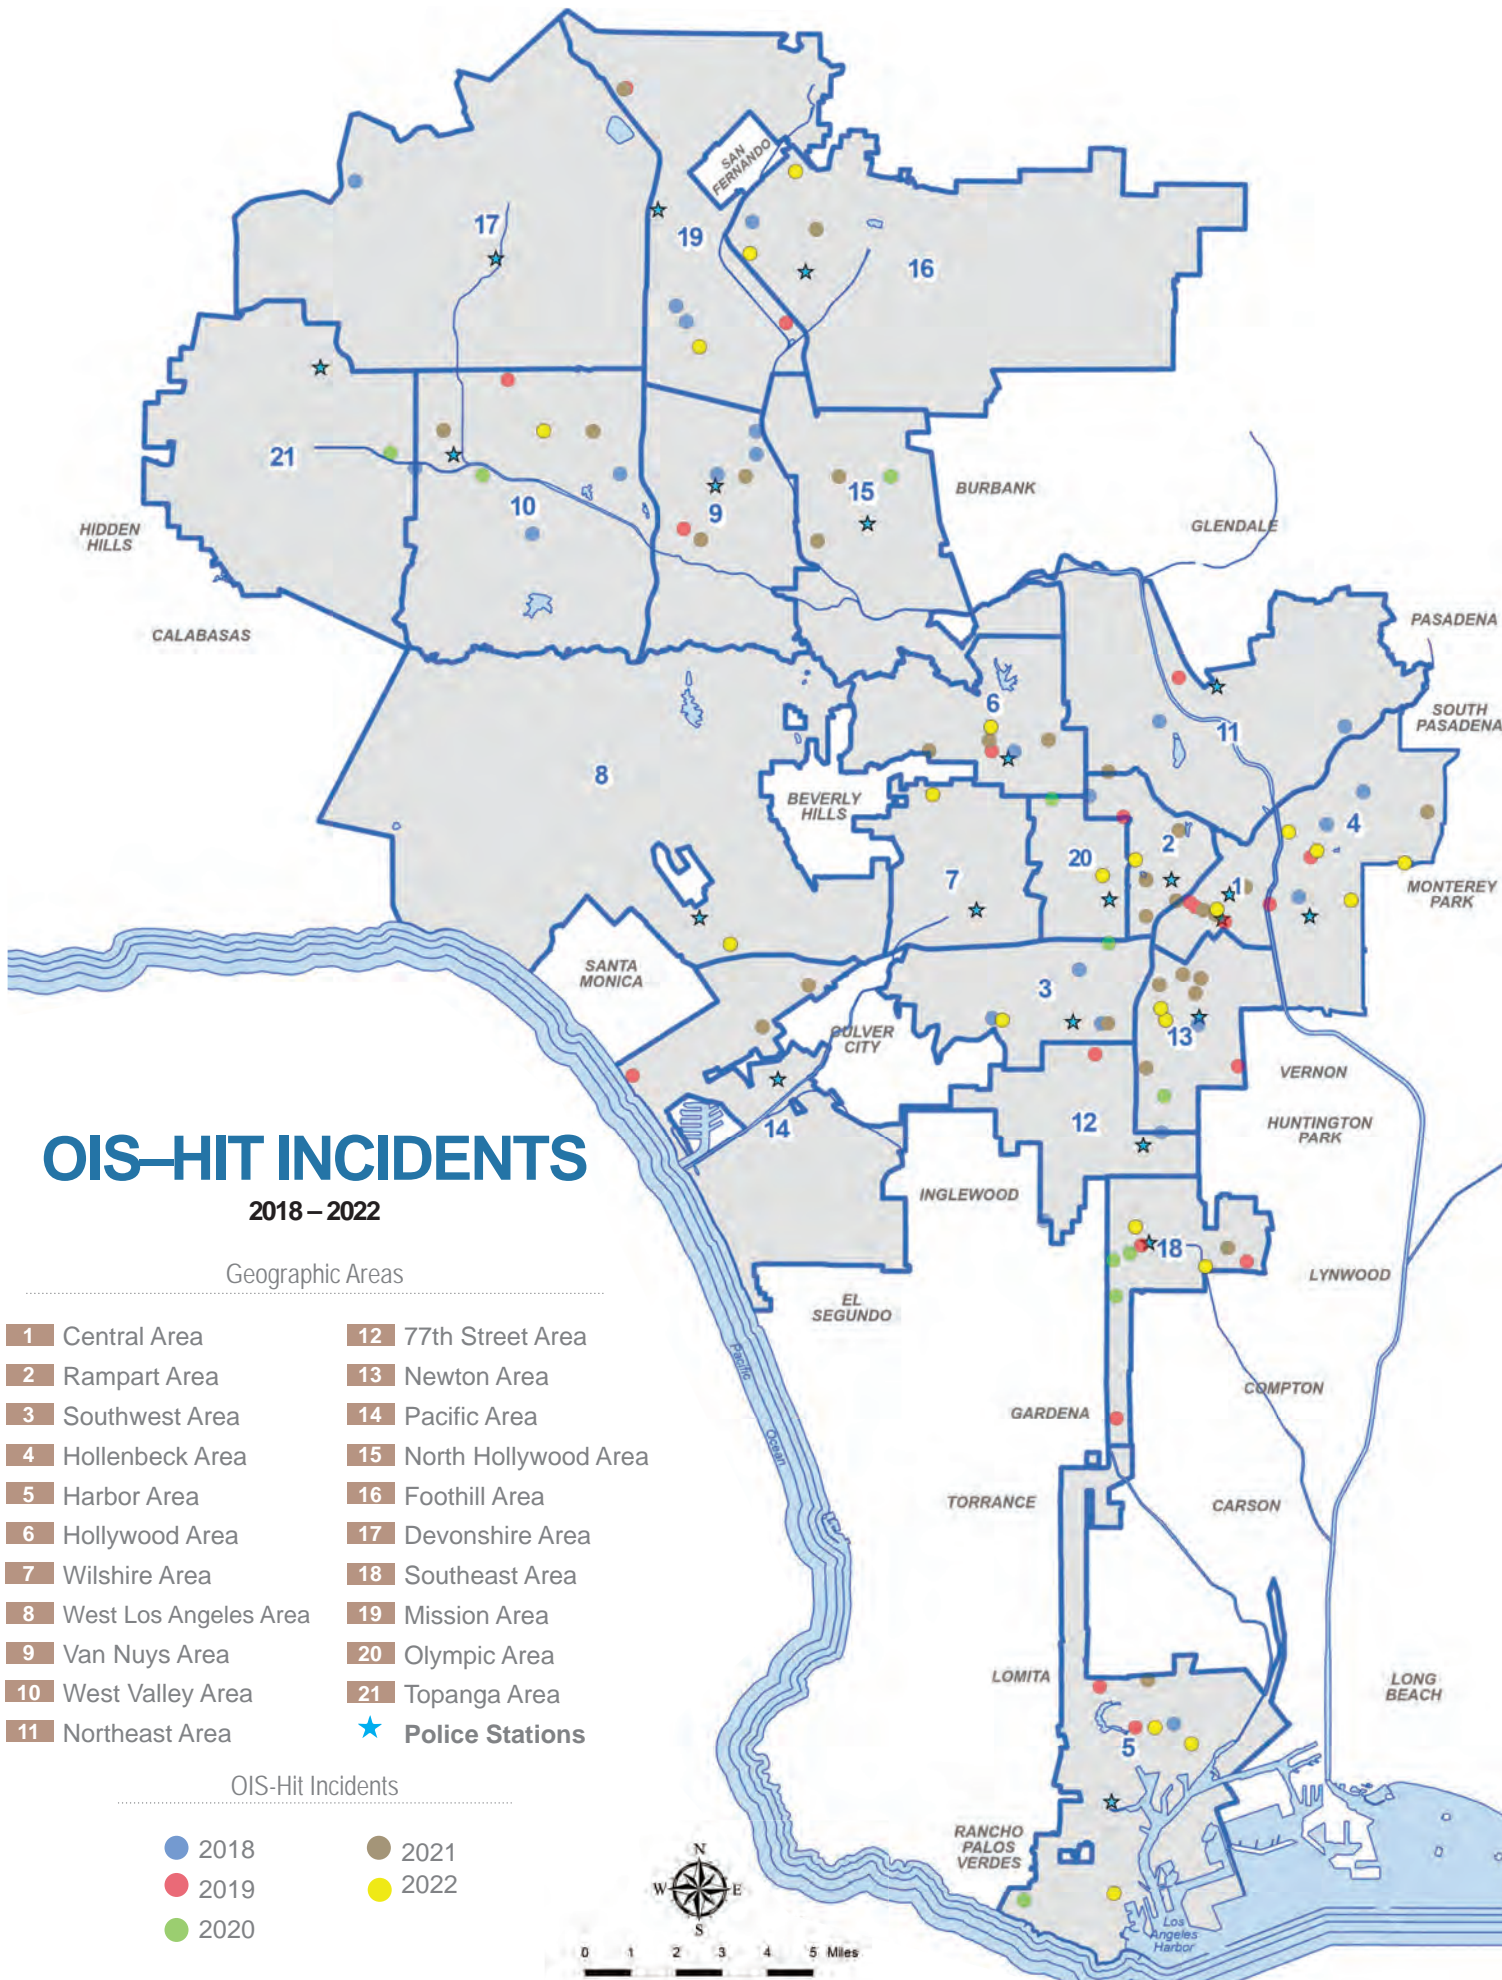 SAN
FERNANDO
17
19
16
21
10
9
15
BURBANK
GLENDALE
HIDDEN
HILLS
CALABASAS
PASADENA
SOUTH
PASADENA
6
11
8
BEVERLY
HILLS
2
4
20
7
1
MONTEREY
PARK
SANTA
MONICA
3
CULVER
CITY
13
VERNON
14
12
HUNTINGTON
PARK
INGLEWOOD
18
LYNWOOD
EL
SEGUNDO
Pacific
Ocean
COMPTON
GARDENA
TORRANCE
CARSON
LOMITA
LONG
BEACH
5
RANCHO
PALOS
VERDES
Los
Angeles
Harbor
OIS–HIT INCIDENTS
2018 – 2022
Geographic Areas
1 Central Area
2 Rampart Area
3 Southwest Area
4 Hollenbeck Area
5 Harbor Area
6 Hollywood Area
7 Wilshire Area
8 West Los Angeles Area
9 Van Nuys Area
10 West Valley Area
11 Northeast Area
12 77th Street Area
13 Newton Area
14 Pacific Area
15 North Hollywood Area
16 Foothill Area
17 Devonshire Area
18 Southeast Area
19 Mission Area
20 Olympic Area
21 Topanga Area
Police Stations
OIS-Hit Incidents
2018
2019
2020
2021
2022
N
W E
S
0 1 2 3 4 5 Miles